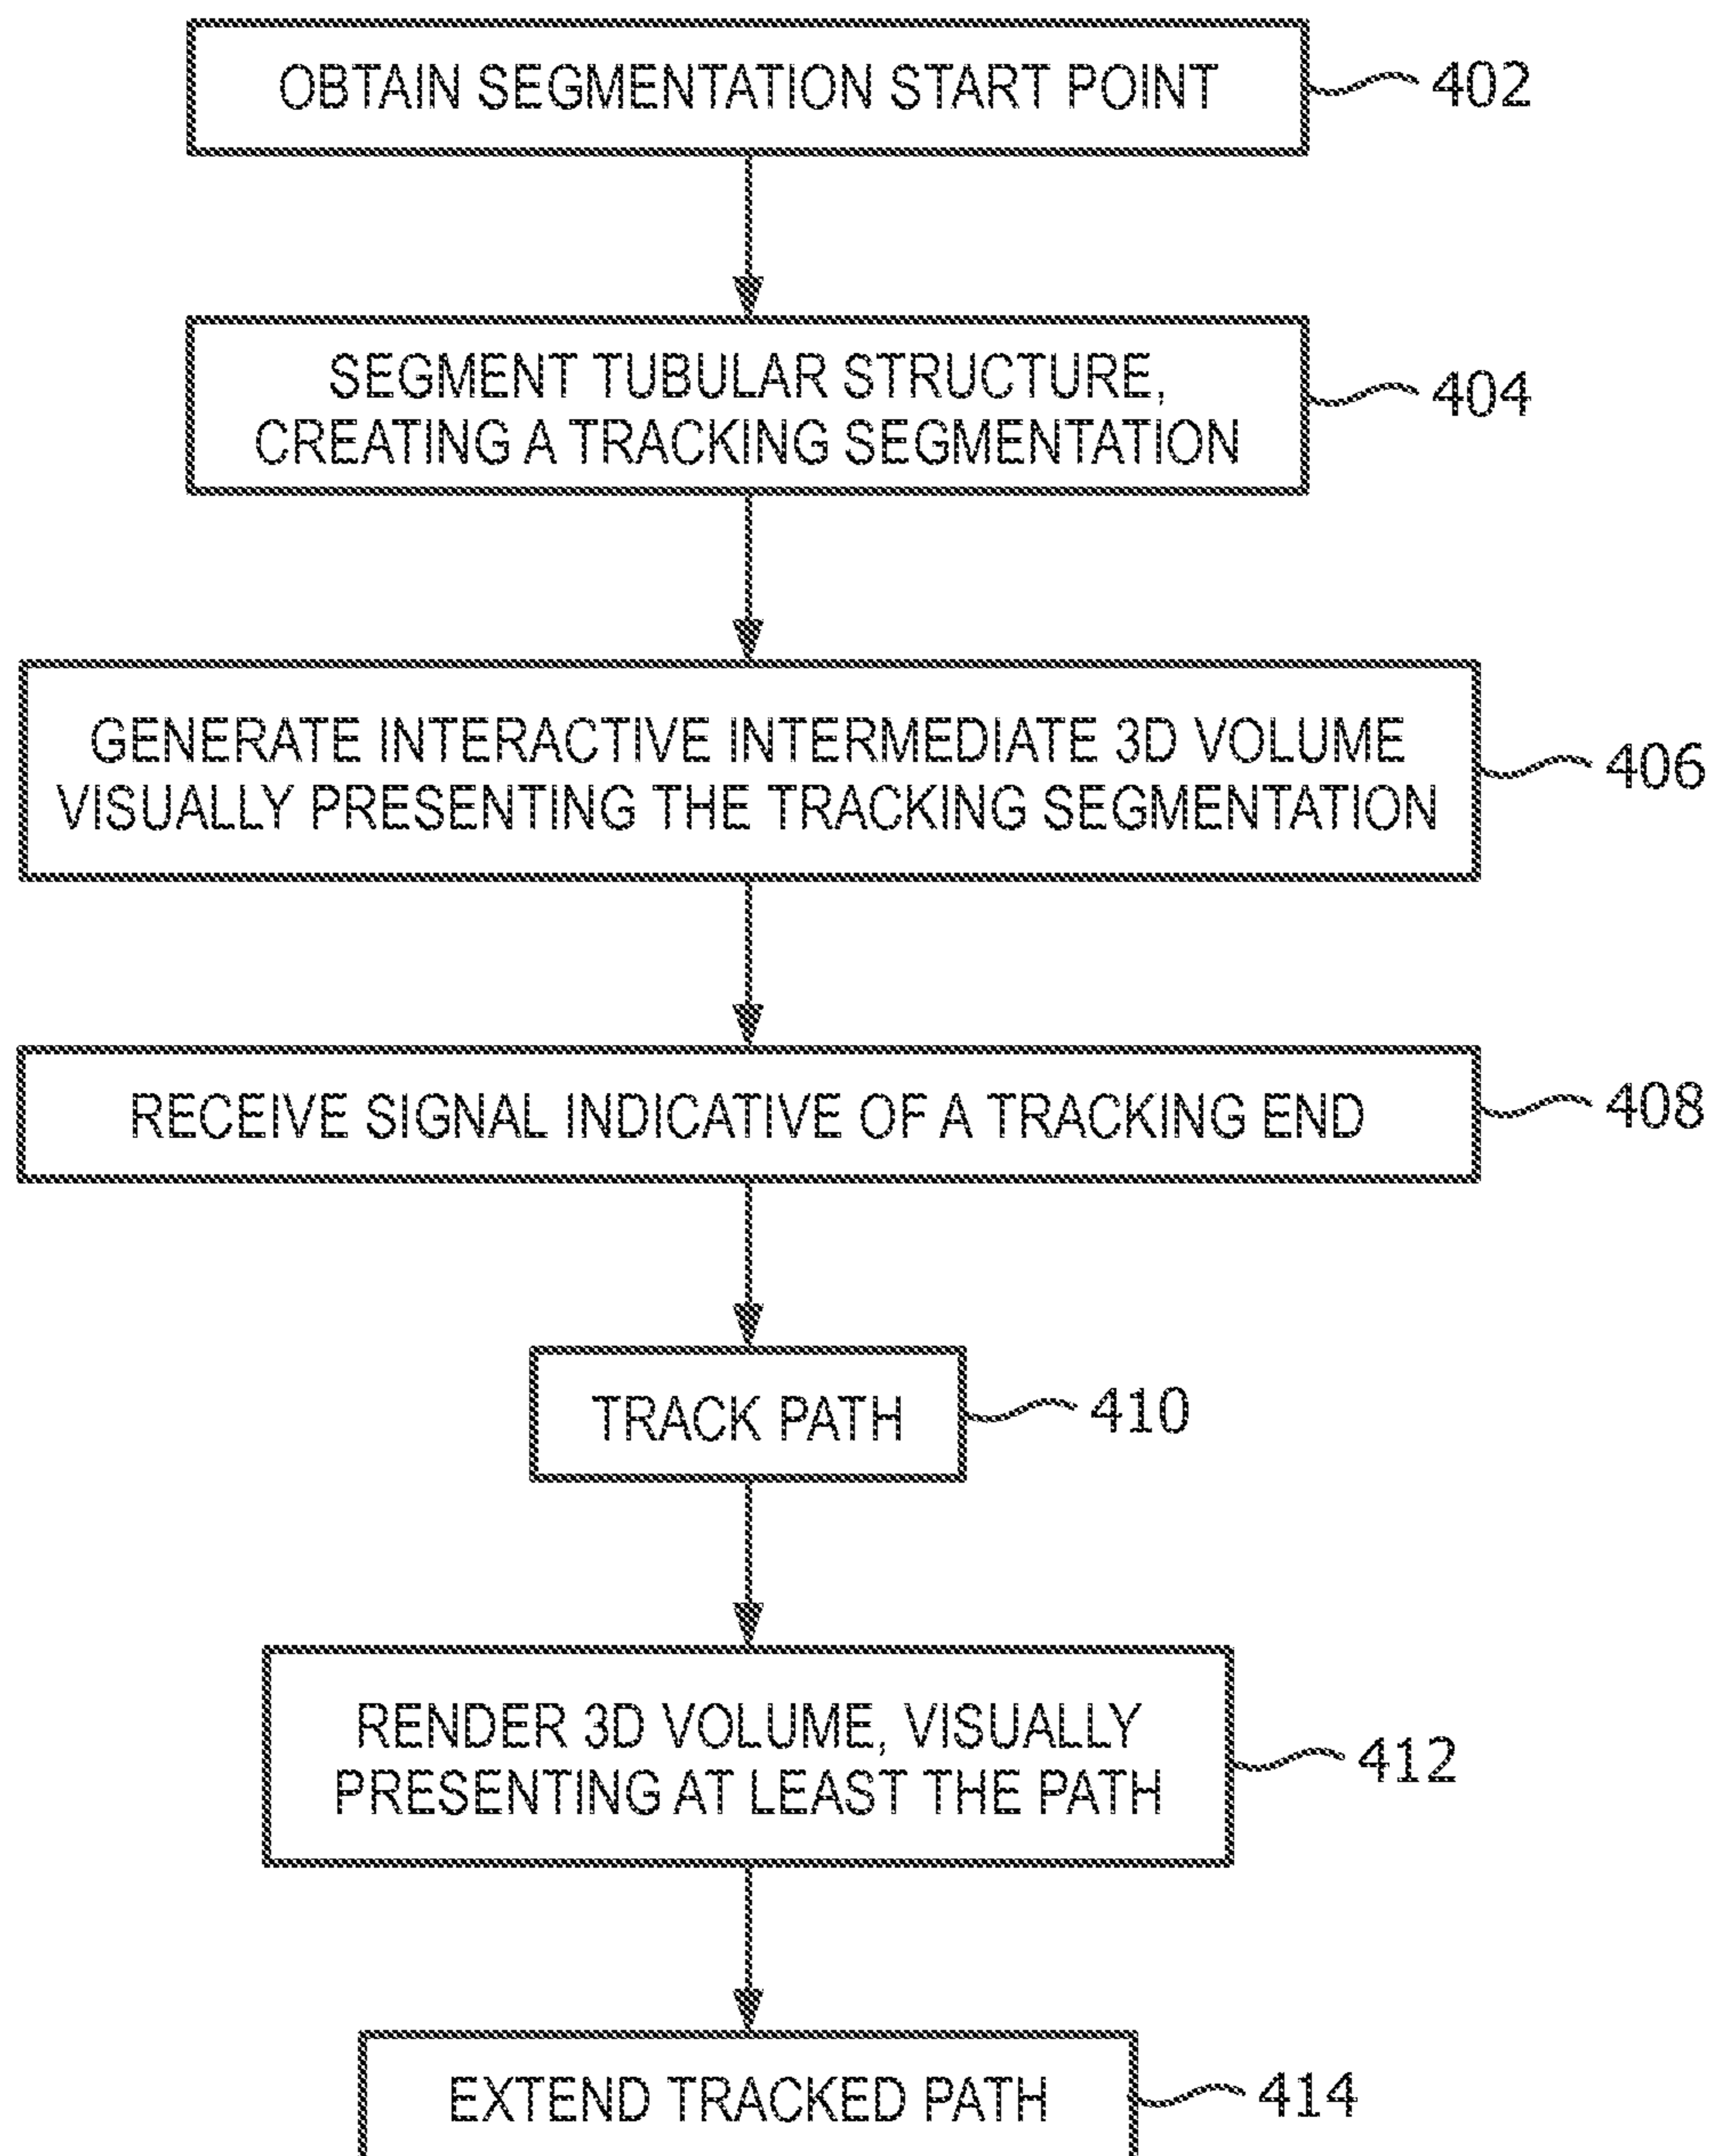 OBTAIN SEGMENTATION START POINT
402
SEGMENT TUBULAR STRUCTURE,
CREATING A TRACKING SEGMENTATION
404
GENERATE INTERACTIVE INTERMEDIATE 3D VOLUME
VISUALLY PRESENTING THE TRACKING SEGMENTATION
406
RECEIVE SIGNAL INDICATIVE OF A TRACKING END
408
TRACK PATH
410
RENDER 3D VOLUME, VISUALLY
PRESENTING AT LEAST THE PATH
412
EXTEND TRACKED PATH
414